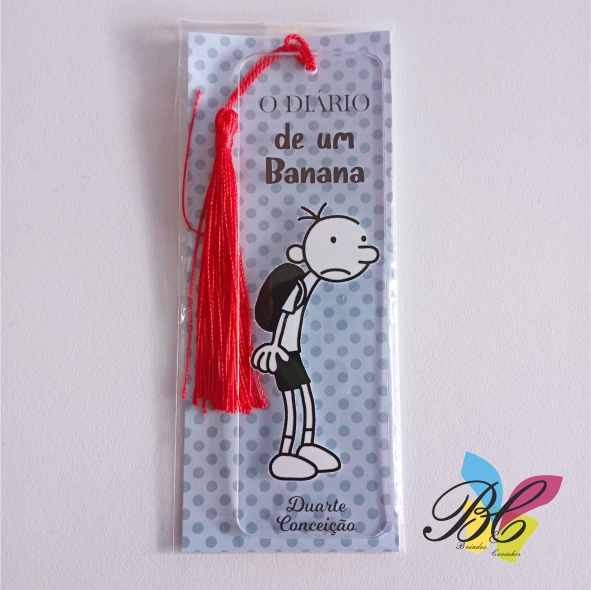 O DIÁRIO
de um
Banana
Duarte
Conceição
BC
Brindes Carinhos